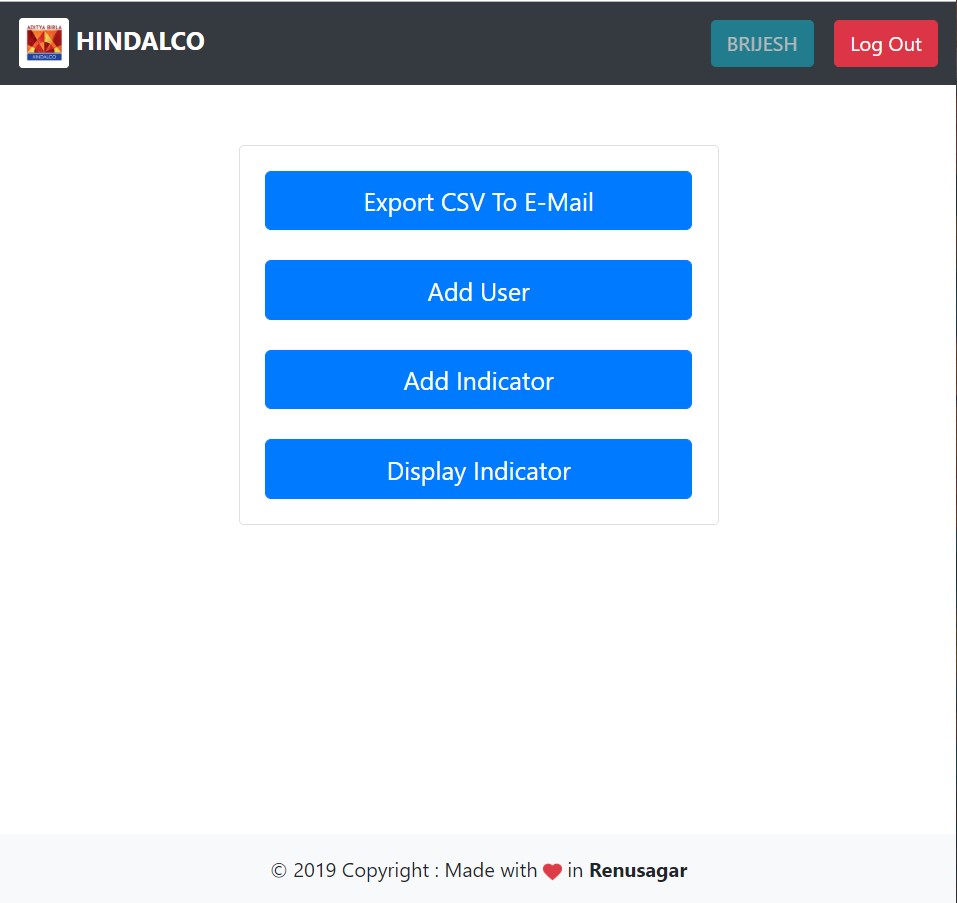 ADITYA BIRLA
HINDALCO
HINDALCO
BRIJESH
Log Out
Export CSV To E-Mail
Add User
Add Indicator
Display Indicator
© 2019 Copyright : Made with ❤ in Renusagar